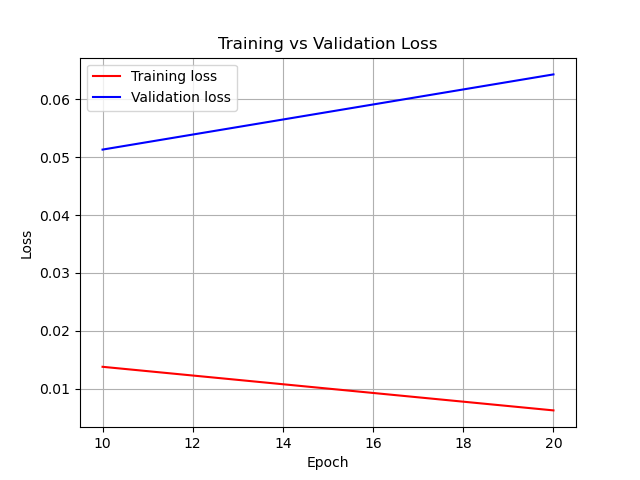 Training vs Validation Loss
Training loss
Validation loss
0.06
0.05
0.04
0.03
0.02
0.01
Loss
10 12 14 16 18 20
Epoch